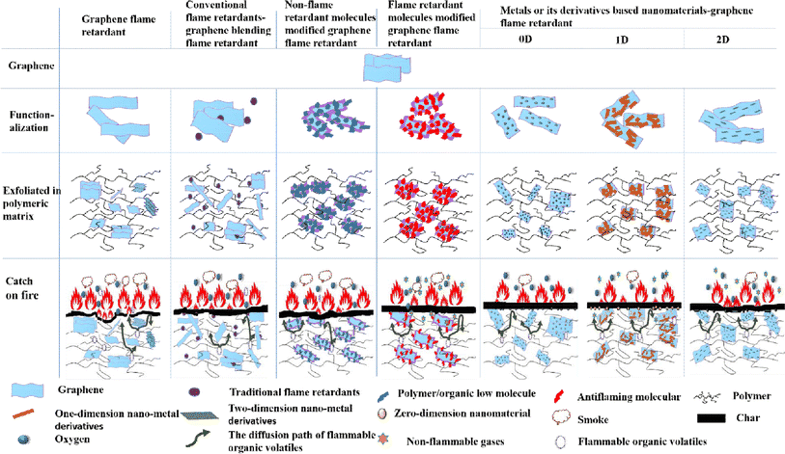 Graphene flame
retardant
Conventional
flame retardants-
graphene blending
flame retardant
Non-flame
retardant molecules
modified graphene
flame retardant
Flame retardant
molecules modified
graphene flame
retardant
Metals or its derivatives based nanomaterials-graphene
flame retardant
0D
1D
2D
Graphene
Function-
alization
Exfoliated in
polymeric
matrix
Catch
on fire
Graphene
Traditional flame retardants
Polymer/organic low molecule
Antiflaming molecular
Polymer
One-dimension nano-metal
derivatives
Two-dimension nano-metal
derivatives
Zero-dimension nanomaterial
Smoke
Char
Oxygen
The diffusion path of flammable
organic volatiles
Non-flammable gases
Flammable organic volatiles